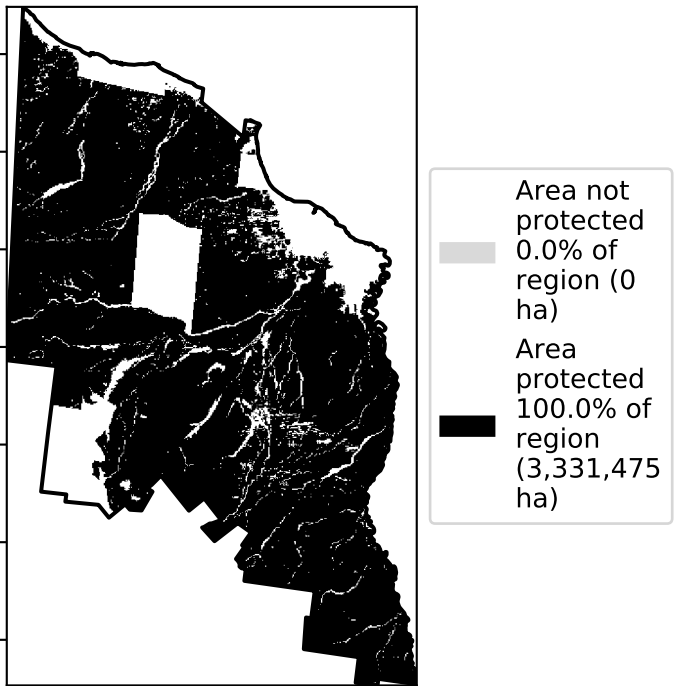 Area not
protected
0.0% of
region (0
ha)
Area
protected
100.0% of
region
(3,331,475
ha)